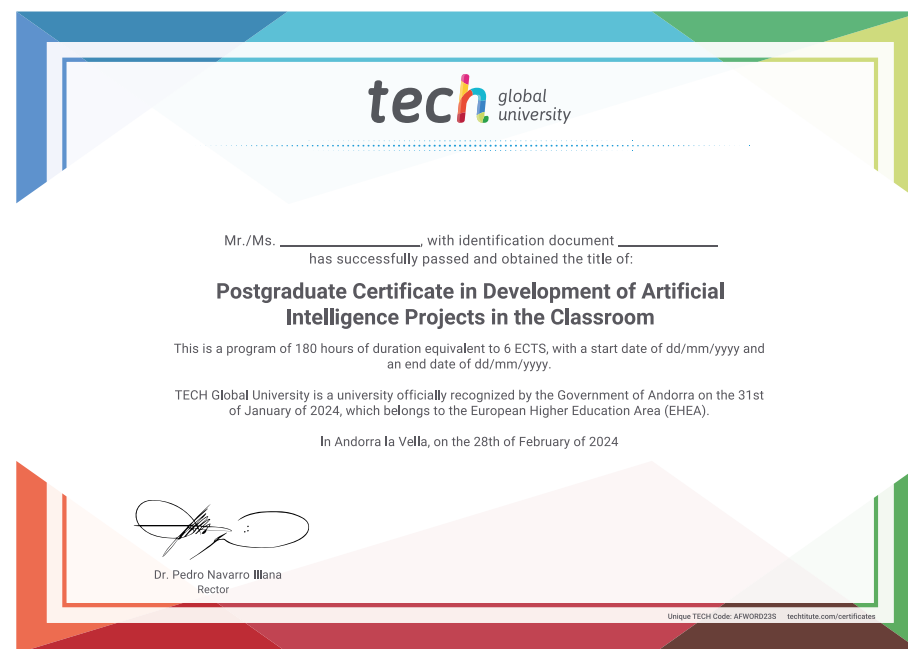 tech global university
Mr./Ms. ____________________, with identification document ______________
has successfully passed and obtained the title of:
Postgraduate Certificate in Development of Artificial
Intelligence Projects in the Classroom
This is a program of 180 hours of duration equivalent to 6 ECTS, with a start date of dd/mm/yyyy and
an end date of dd/mm/yyyy.
TECH Global University is a university officially recognized by the Government of Andorra on the 31st
of January of 2024, which belongs to the European Higher Education Area (EHEA).
In Andorra la Vella, on the 28th of February of 2024
Dr. Pedro Navarro Illana
Rector
Unique TECH Code: AFWORD23S techtitute.com/certificates